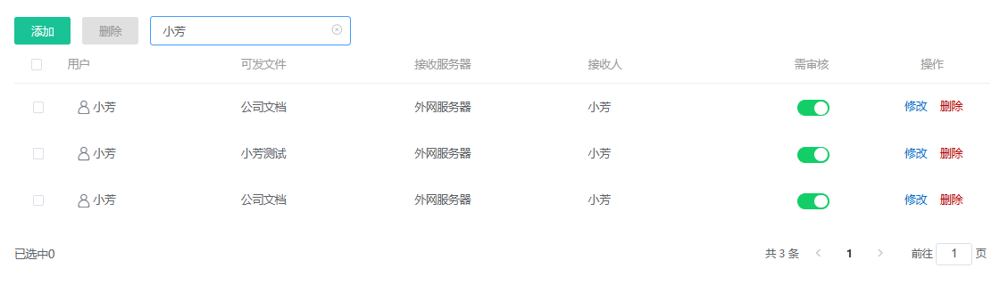 添加 删除 小芳
用户 可发文件 接收服务器 接收人 需审核 操作
小芳 公司文档 外网服务器 小芳 修改 删除
小芳 小芳测试 外网服务器 小芳 修改 删除
小芳 公司文档 外网服务器 小芳 修改 删除
已选中0 共 3 条 1 前往 1 页